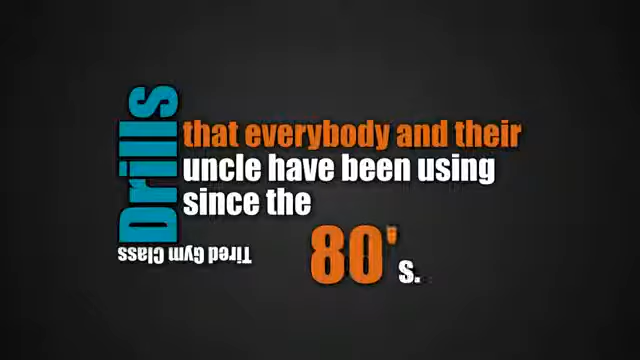 Tired Gym Class
Drills
that everybody and their
uncle have been using
since the
80's.